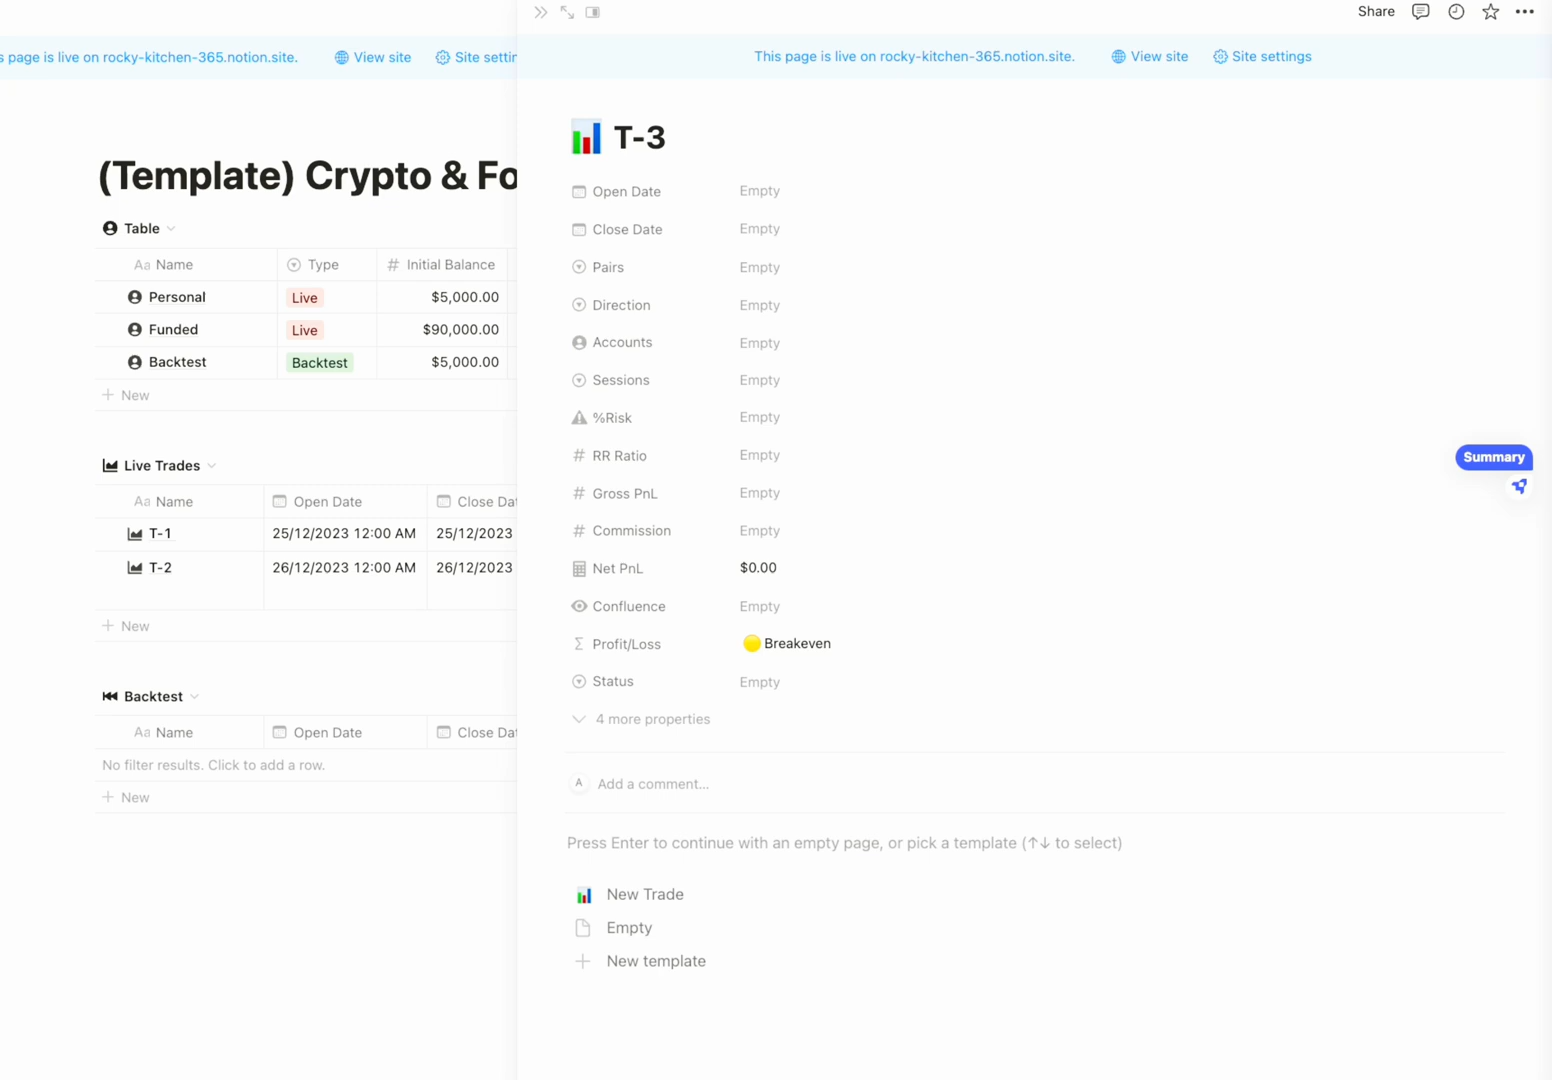 s page is live on rocky-kitchen-365.notion.site.
View site
Site settin
(Template) Crypto & Fo
Table
Aa Name
Type
# Initial Balance
Personal
Live
$5,000.00
Funded
Live
$90,000.00
Backtest
Backtest
$5,000.00
+ New
Live Trades
Aa Name
Open Date
Close Dat
T-1
25/12/2023 12:00 AM
25/12/2023
T-2
26/12/2023 12:00 AM
26/12/2023
+ New
Backtest
Aa Name
Open Date
Close Dat
No filter results. Click to add a row.
+ New
Share
This page is live on rocky-kitchen-365.notion.site.
View site
Site settings
T-3
Open Date
Empty
Close Date
Empty
Pairs
Empty
Direction
Empty
Accounts
Empty
Sessions
Empty
%Risk
Empty
# RR Ratio
Empty
# Gross PnL
Empty
# Commission
Empty
Net PnL
$0.00
Confluence
Empty
Σ Profit/Loss
Breakeven
Status
Empty
4 more properties
A
Add a comment...
Press Enter to continue with an empty page, or pick a template (↑↓ to select)
New Trade
Empty
+ New template
Summary